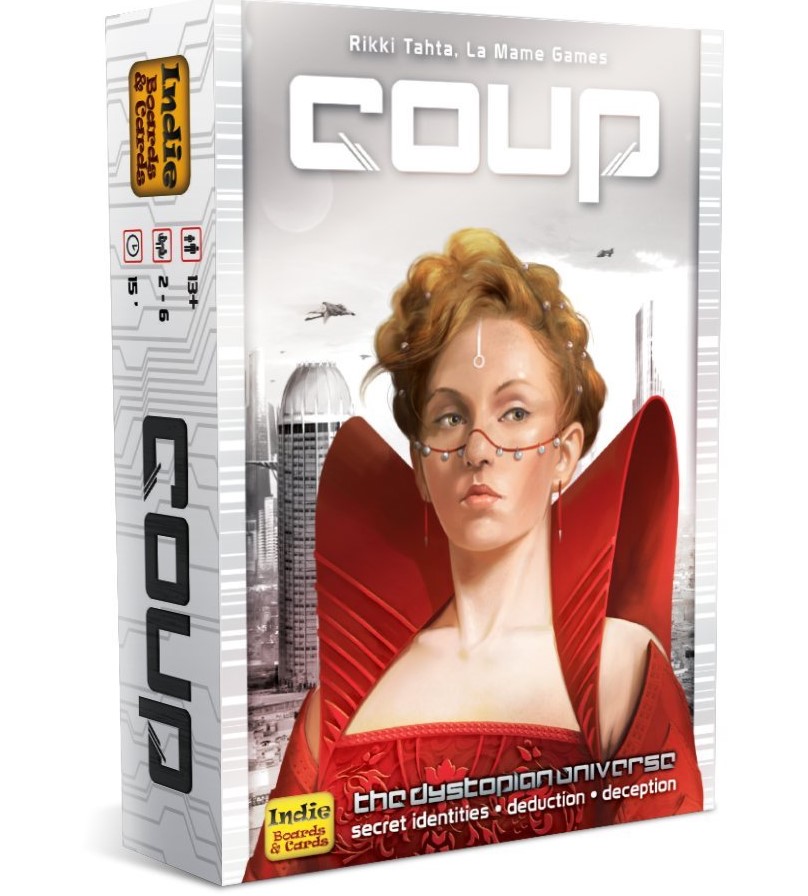 Rikki Tahta, La Mame Games
COUP
the dystopian universe
secret identities • deduction • deception
Indie
Boards
& Cards
Indie
Boards
& Cards
13+
2 - 6
15'
COUP